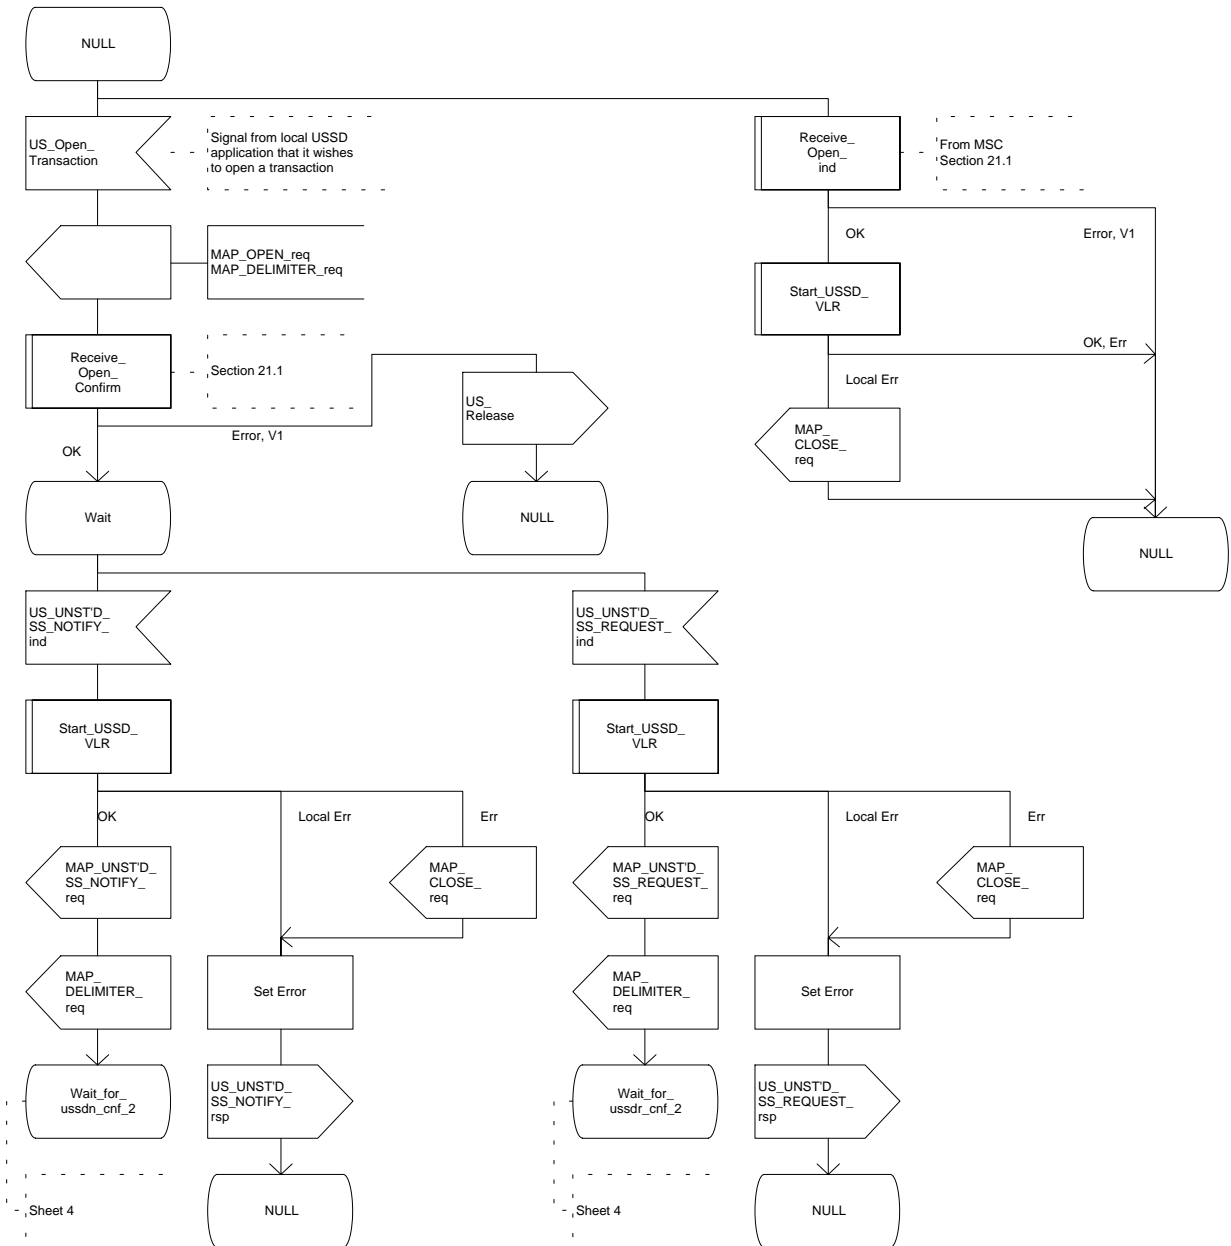 NULL
US_Open_
Transaction
Signal from local USSD
application that it wishes
to open a transaction
Receive_
Open_
ind
From MSC
Section 21.1
OK
Error, V1
MAP_OPEN_req
MAP_DELIMITER_req
Start_USSD_
VLR
OK, Err
Local Err
Receive_
Open_
Confirm
Section 21.1
US_
Release
Error, V1
OK
MAP_
CLOSE_
req
Wait
NULL
NULL
US_UNST'D_
SS_NOTIFY_
ind
US_UNST'D_
SS_REQUEST_
ind
Start_USSD_
VLR
Start_USSD_
VLR
OK
Local Err
Err
OK
Local Err
Err
MAP_UNST'D_
SS_NOTIFY_
req
MAP_
CLOSE_
req
MAP_UNST'D_
SS_REQUEST_
req
MAP_
CLOSE_
req
MAP_
DELIMITER_
req
Set Error
MAP_
DELIMITER_
req
Set Error
Wait_for_
ussdn_cnf_2
US_UNST'D_
SS_NOTIFY_
rsp
Wait_for_
ussdr_cnf_2
US_UNST'D_
SS_REQUEST_
rsp
Sheet 4
NULL
Sheet 4
NULL